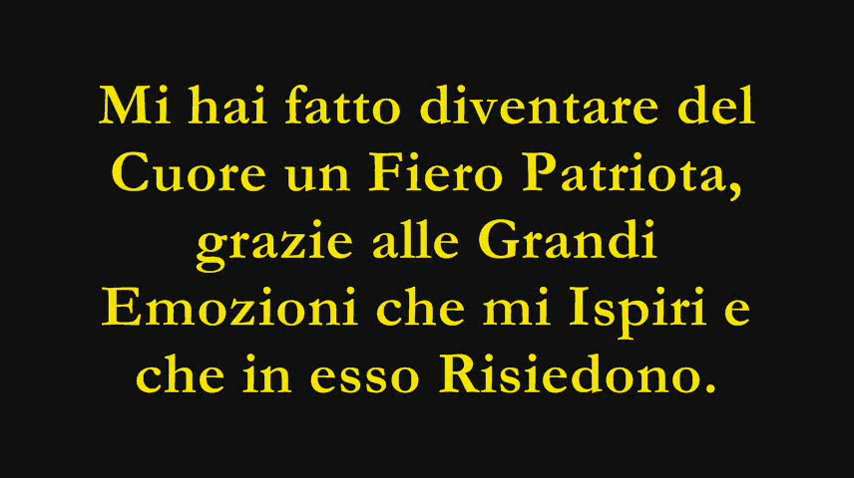 Mi hai fatto diventare del
Cuore un Fiero Patriota,
grazie alle Grandi
Emozioni che mi Ispiri e
che in esso Risiedono.